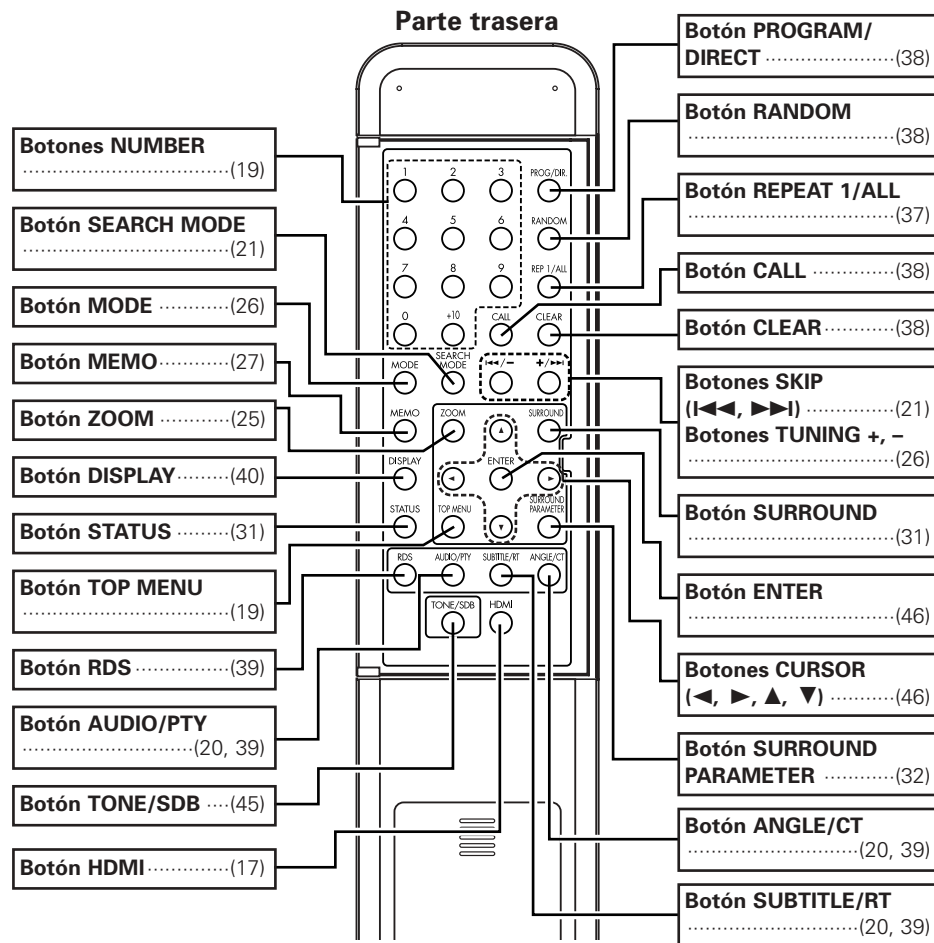 Parte trasera
Botones NUMBER
······························(19)
Botón SEARCH MODE
······························(21)
Botón MODE ···········(26)
Botón MEMO ···········(27)
Botón ZOOM ···········(25)
Botón DISPLAY ·········(40)
Botón STATUS ·········(31)
Botón TOP MENU
······························(19)
Botón RDS ·············(39)
Botón AUDIO/PTY
·························(20, 39)
Botón TONE/SDB ····(45)
Botón HDMI ·············(17)
1 2 3 PROG/DIR.
4 5 6 RANDOM
7 8 9 REP 1/ALL
0 +10 CALL CLEAR
MODE SEARCH
MODE I◄◄/− +/►►I
MEMO ZOOM ▲ SURROUND
DISPLAY ◄ ENTER ►
STATUS TOP MENU ▼ SURROUND
PARAMETER
RDS AUDIO/PTY SUBTITLE/RT ANGLE/CT
TONE/SDB HDMI
Botón PROGRAM/
DIRECT ·····················(38)
Botón RANDOM
······························(38)
Botón REPEAT 1/ALL
······························(37)
Botón CALL ············(38)
Botón CLEAR ···········(38)
Botones SKIP
(I◄◄, ►►I) ··············(21)
Botones TUNING +, –
······························(26)
Botón SURROUND
······························(31)
Botón ENTER
······························(46)
Botones CURSOR
(◄, ►, ▲, ▼) ···········(46)
Botón SURROUND
PARAMETER ············(32)
Botón ANGLE/CT
·························(20, 39)
Botón SUBTITLE/RT
·························(20, 39)